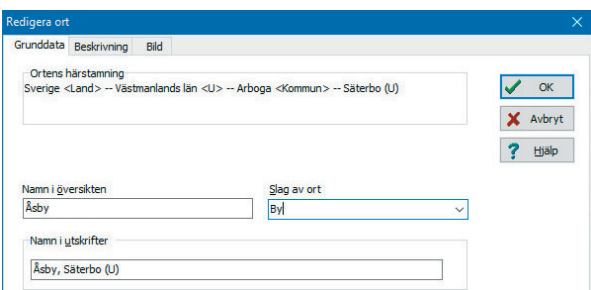 Redigera ort
Grunddata Beskrivning Bild
Ortens härstamning
Sverige <Land> -- Västmanlands län <U> -- Arboga <Kommun> -- Säterbo (U)
OK
Avbryt
Hjälp
Namn i översikten Slag av ort
Åsby By
Namn i utskrifter
Åsby, Säterbo (U)